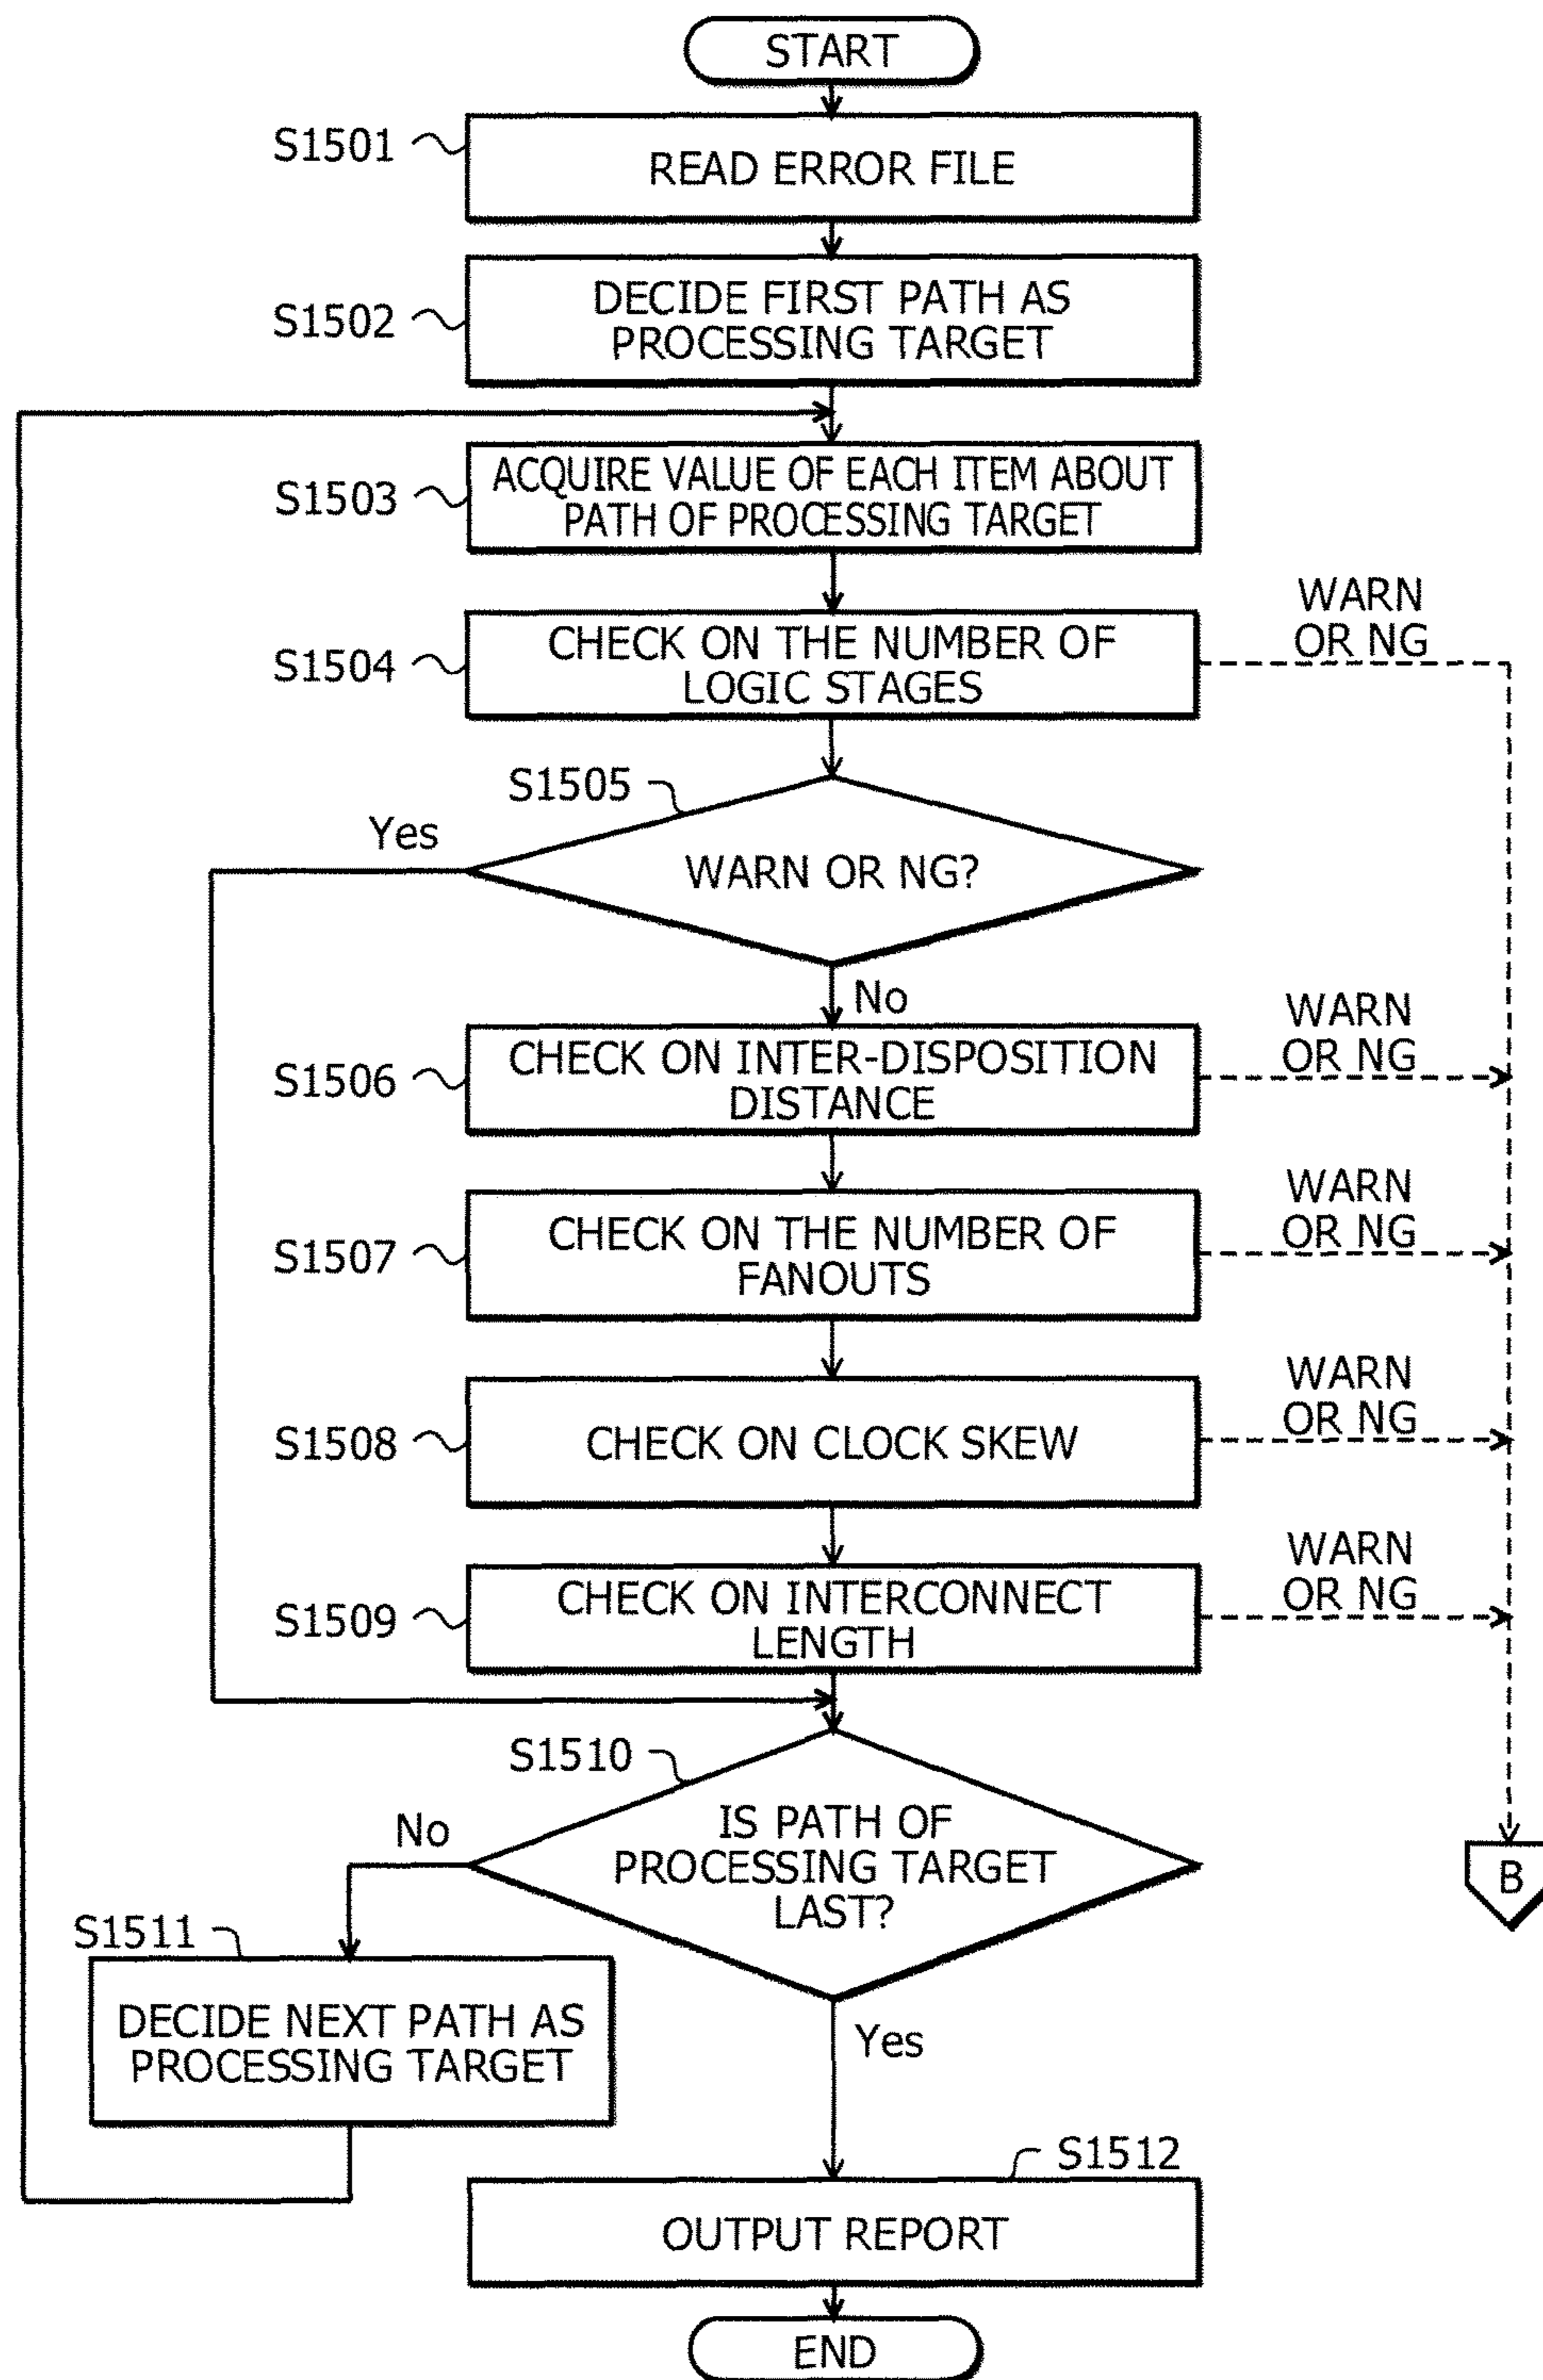 START
S1501
READ ERROR FILE
S1502
DECIDE FIRST PATH AS
PROCESSING TARGET
S1503
ACQUIRE VALUE OF EACH ITEM ABOUT
PATH OF PROCESSING TARGET
S1504
CHECK ON THE NUMBER OF
LOGIC STAGES
WARN
OR NG
S1505
Yes
WARN OR NG?
No
S1506
CHECK ON INTER-DISPOSITION
DISTANCE
WARN
OR NG
S1507
CHECK ON THE NUMBER OF
FANOUTS
WARN
OR NG
S1508
CHECK ON CLOCK SKEW
WARN
OR NG
S1509
CHECK ON INTERCONNECT
LENGTH
WARN
OR NG
S1510
No
IS PATH OF
PROCESSING TARGET
LAST?
B
S1511
DECIDE NEXT PATH AS
PROCESSING TARGET
Yes
S1512
OUTPUT REPORT
END